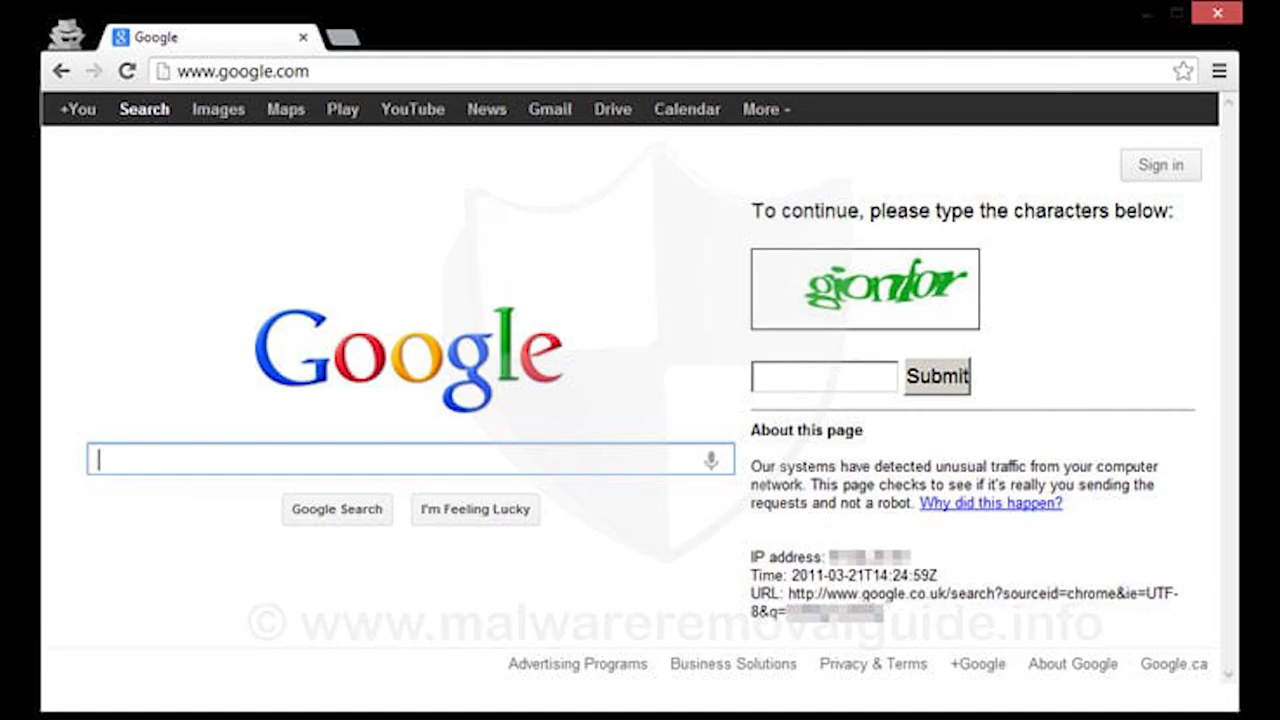 Google
www.google.com
+You Search Images Maps Play YouTube News Gmail Drive Calendar More
Sign in
To continue, please type the characters below:
gionfor
Submit
Google
Google Search I'm Feeling Lucky
About this page
Our systems have detected unusual traffic from your computer
network. This page checks to see if it's really you sending the
requests and not a robot. Why did this happen?
IP address:
Time: 2011-03-21T14:24:59Z
URL: http://www.google.co.uk/search?sourceid=chrome&ie=UTF-
8&q=
© www.malwareremovalguide.info
Advertising Programs Business Solutions Privacy & Terms +Google About Google Google.ca